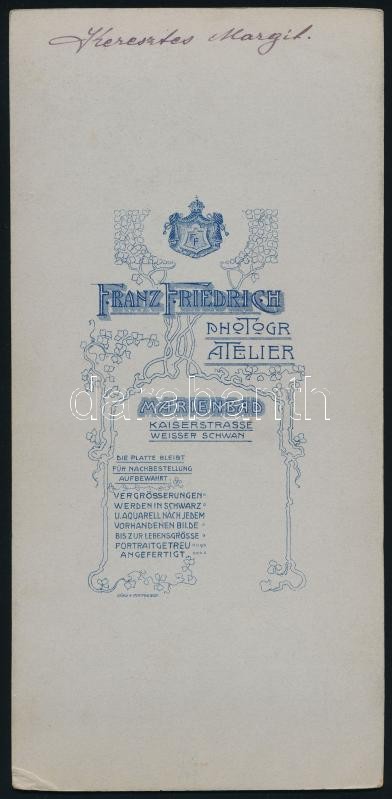 Keresztes Margit.
FRANZ FRIEDRICH
PHOTOGR
ATELIER
darabanth
MARIENBAD
KAISERSTRASSE
WEISSER SCHWAN
DIE PLATTE BLEIBT
FÜR NACHBESTELLUNG
AUFBEWAHRT
VERGRÖSSERUNGEN
WERDEN IN SCHWARZ
U. AQUARELL NACH JEDEM
VORHANDENEN BILDE
BIS ZUR LEBENSGRÖSSE
PORTRAITGETREU
ANGEFERTIGT